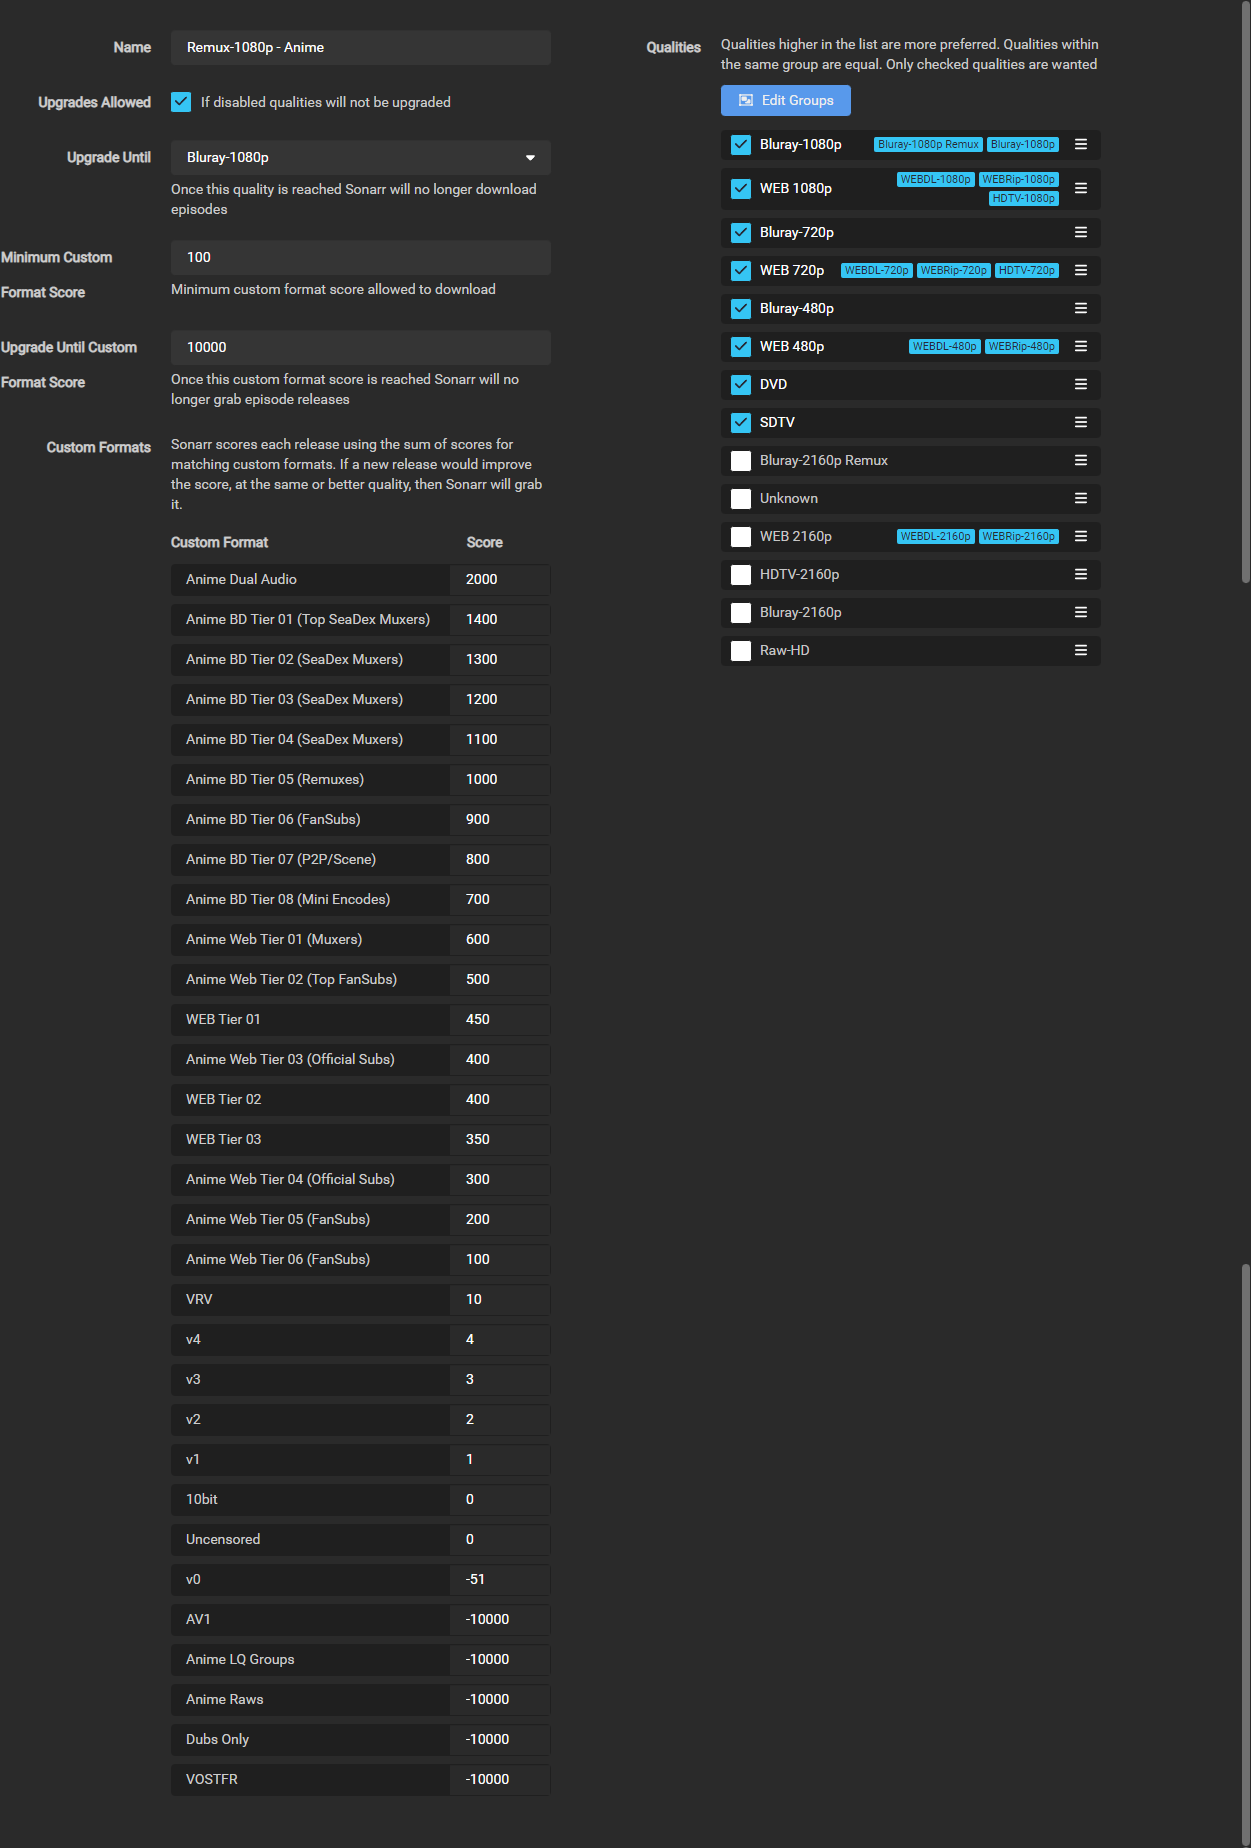 Name
Remux-1080p - Anime
Upgrades Allowed
If disabled qualities will not be upgraded
Upgrade Until
Bluray-1080p
Once this quality is reached Sonarr will no longer download
episodes
Minimum Custom
Format Score
100
Minimum custom format score allowed to download
Upgrade Until Custom
Format Score
10000
Once this custom format score is reached Sonarr will no
longer grab episode releases
Custom Formats
Sonarr scores each release using the sum of scores for
matching custom formats. If a new release would improve
the score, at the same or better quality, then Sonarr will grab
it.
Custom Format Score
Anime Dual Audio 2000
Anime BD Tier 01 (Top SeaDex Muxers) 1400
Anime BD Tier 02 (SeaDex Muxers) 1300
Anime BD Tier 03 (SeaDex Muxers) 1200
Anime BD Tier 04 (SeaDex Muxers) 1100
Anime BD Tier 05 (Remuxes) 1000
Anime BD Tier 06 (FanSubs) 900
Anime BD Tier 07 (P2P/Scene) 800
Anime BD Tier 08 (Mini Encodes) 700
Anime Web Tier 01 (Muxers) 600
Anime Web Tier 02 (Top FanSubs) 500
WEB Tier 01 450
Anime Web Tier 03 (Official Subs) 400
WEB Tier 02 400
WEB Tier 03 350
Anime Web Tier 04 (Official Subs) 300
Anime Web Tier 05 (FanSubs) 200
Anime Web Tier 06 (FanSubs) 100
VRV 10
v4 4
v3 3
v2 2
v1 1
10bit 0
Uncensored 0
v0 -51
AV1 -10000
Anime LQ Groups -10000
Anime Raws -10000
Dubs Only -10000
VOSTFR -10000
Qualities
Qualities higher in the list are more preferred. Qualities within
the same group are equal. Only checked qualities are wanted
Edit Groups
Bluray-1080p Bluray-1080p Remux Bluray-1080p
WEB 1080p WEBDL-1080p WEBRip-1080p
HDTV-1080p
Bluray-720p
WEB 720p WEBDL-720p WEBRip-720p HDTV-720p
Bluray-480p
WEB 480p WEBDL-480p WEBRip-480p
DVD
SDTV
Bluray-2160p Remux
Unknown
WEB 2160p WEBDL-2160p WEBRip-2160p
HDTV-2160p
Bluray-2160p
Raw-HD